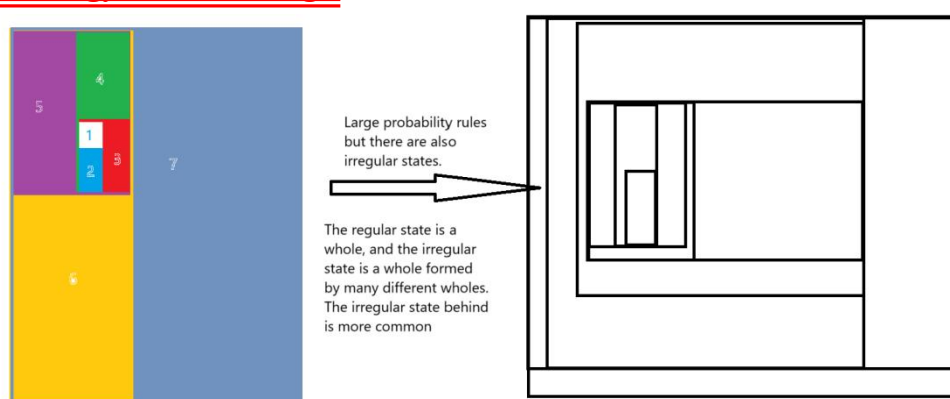 5
4
1
2
3
7
6
Large probability rules
but there are also
irregular states.
The regular state is a
whole, and the irregular
state is a whole formed
by many different wholes.
The irregular state behind
is more common